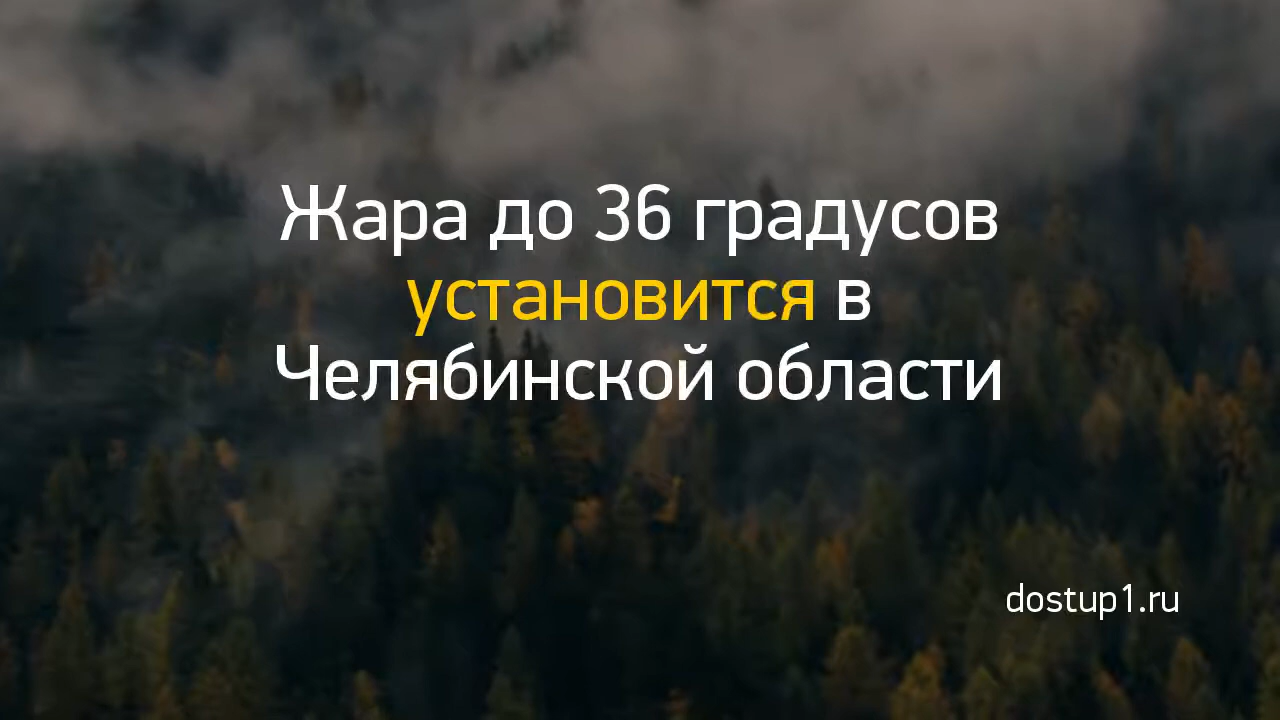 Жара до 36 градусов
установится в
Челябинской области
dostup1.ru